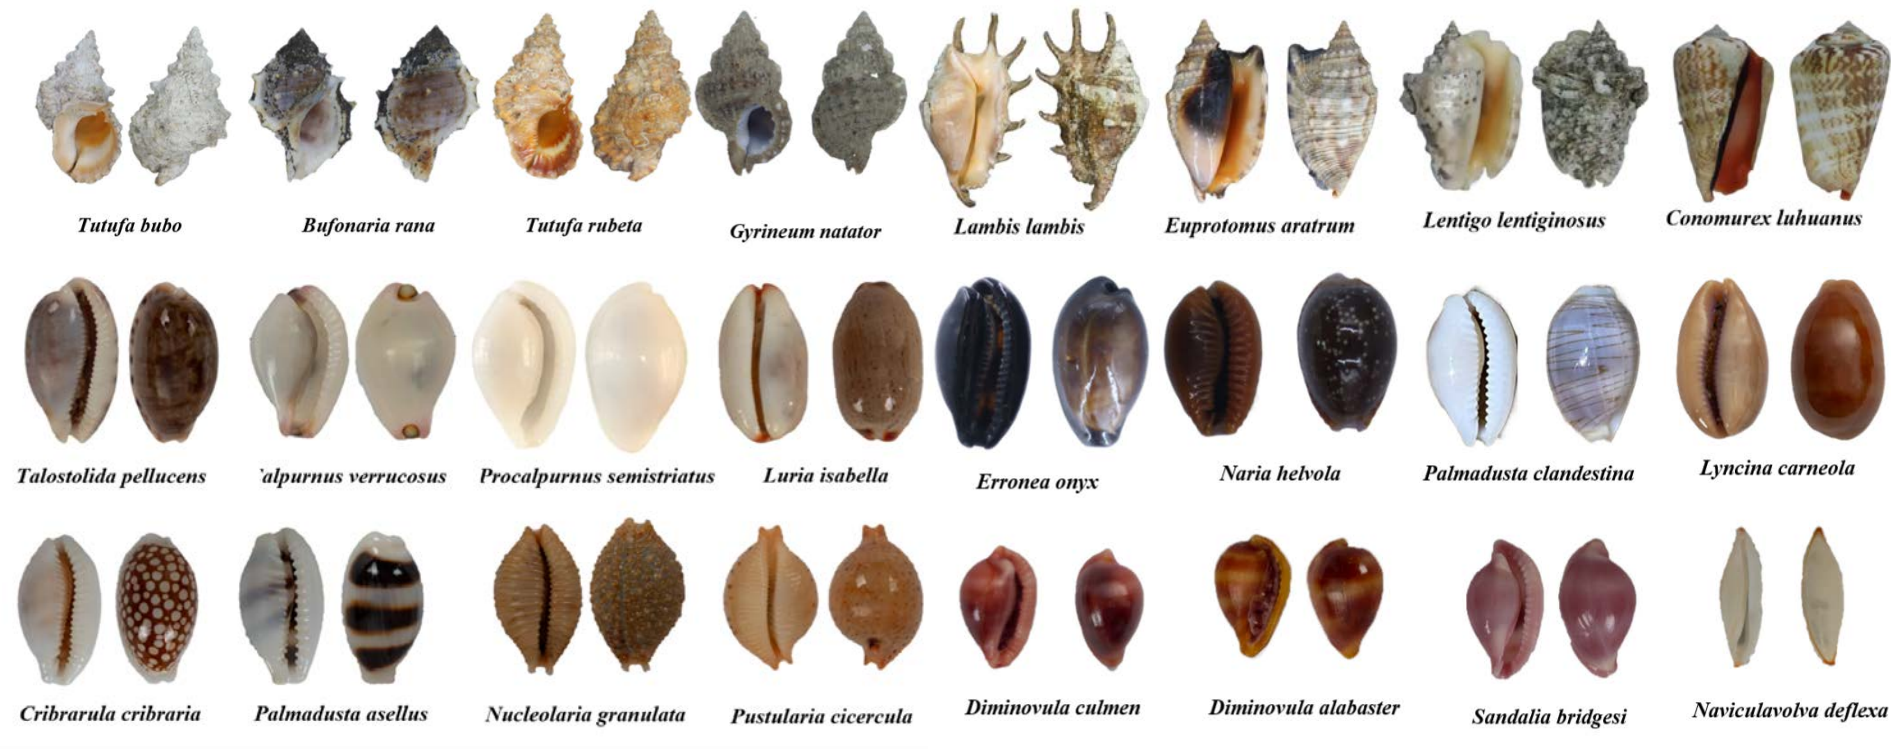 Tutufa bubo
Bufonaria rana
Tutufa rubeta
Gyrineum natator
Lambis lambis
Euprotomus aratrum
Lentigo lentiginosus
Conomurex luhuanus
Talostolida pellucens
'alpurnus verrucosus
Procalpurnus semistriatus
Luria isabella
Erronea onyx
Naria helvola
Palmadusta clandestina
Lyncina carneola
Cribrarula cribraria
Palmadusta asellus
Nucleolaria granulata
Pustularia cicercula
Diminovula culmen
Diminovula alabaster
Sandalia bridgesi
Naviculavolva deflexa